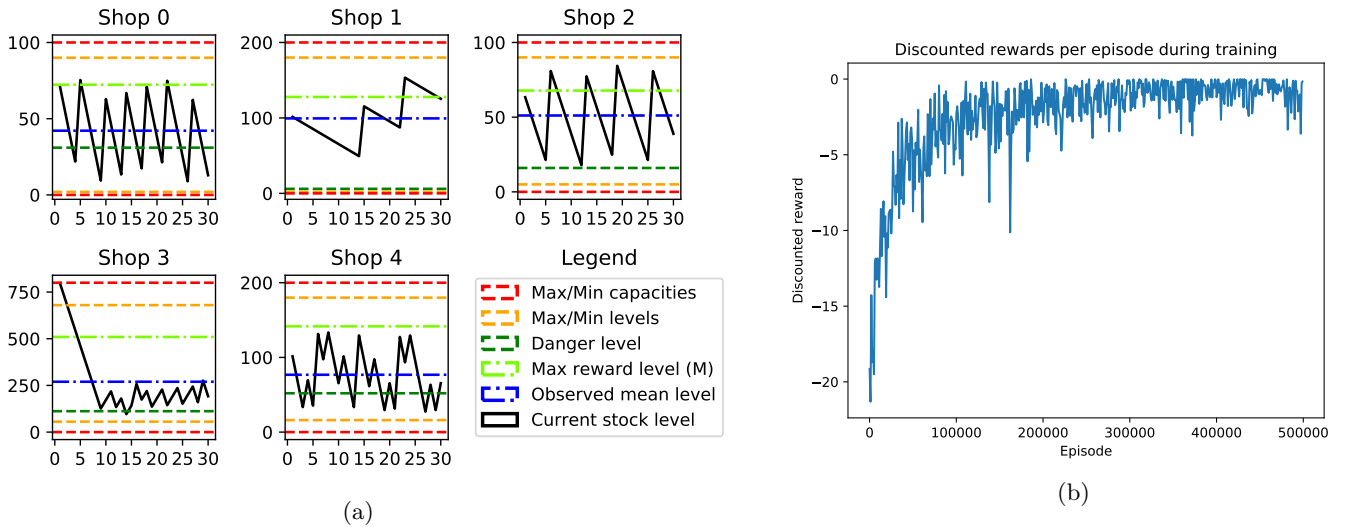 Shop 0
100
50
0
0 5 10 15 20 25 30
Shop 1
200
100
0
0 5 10 15 20 25 30
Shop 2
100
50
0
0 5 10 15 20 25 30
Shop 3
750
500
250
0
0 5 10 15 20 25 30
Shop 4
200
100
0
0 5 10 15 20 25 30
Legend
Max/Min capacities
Max/Min levels
Danger level
Max reward level (M)
Observed mean level
Current stock level
(a)
Discounted rewards per episode during training
Discounted reward
0
−5
−10
−15
−20
0 100000 200000 300000 400000 500000
Episode
(b)